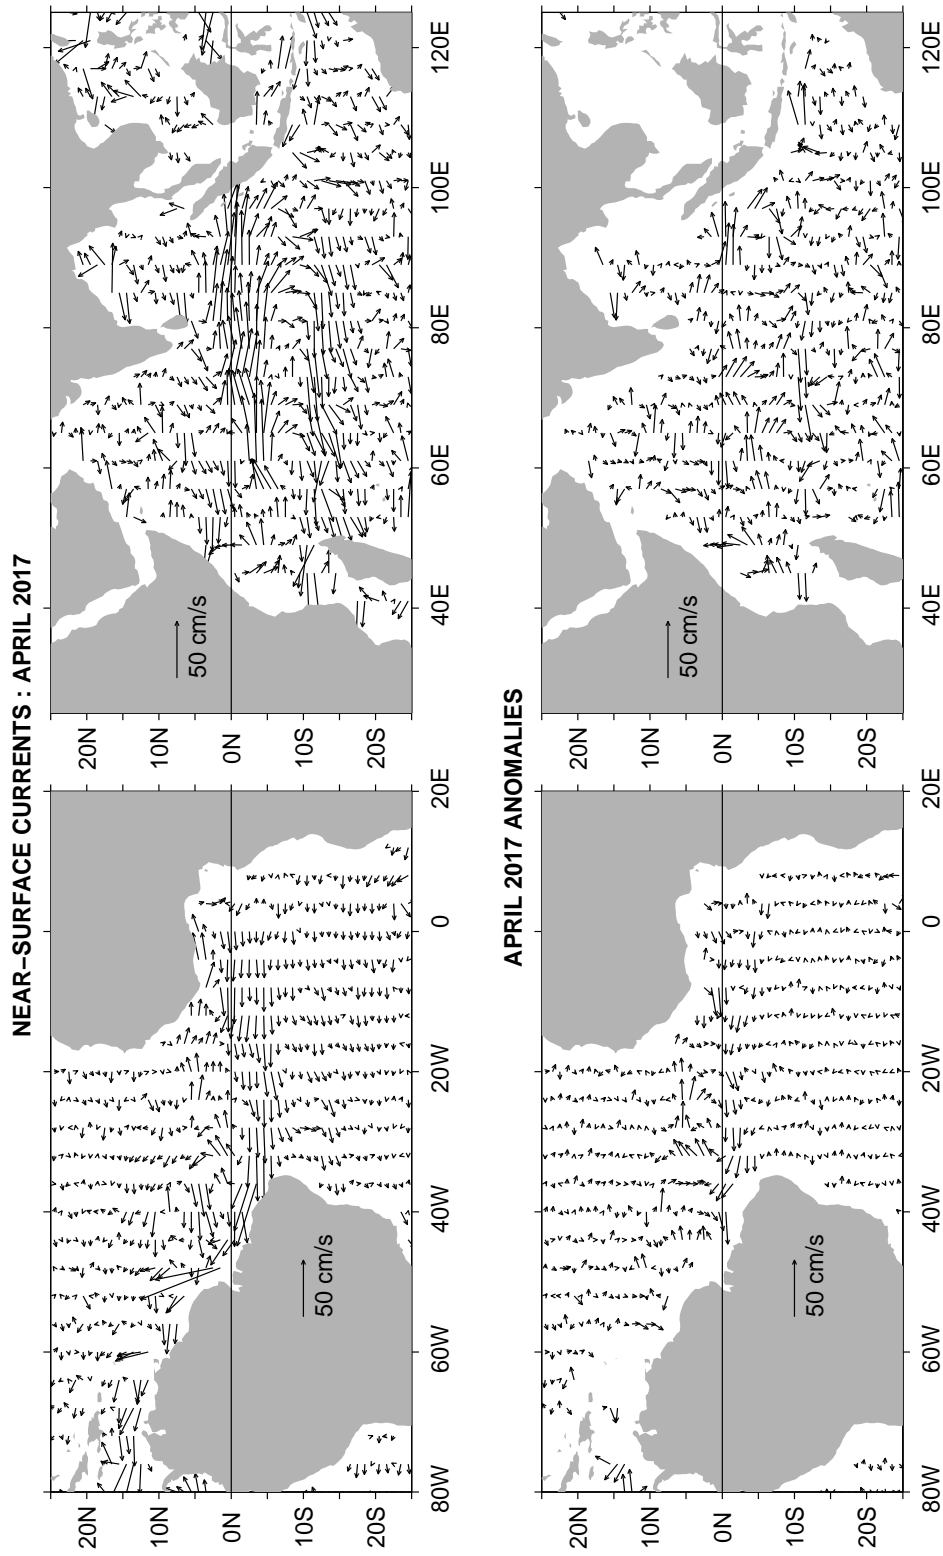 NEAR−SURFACE CURRENTS : APRIL 2017
20N 20N
10N 10N
50 cm/s
0N 0N
10S 10S
50 cm/s
20S 20S
80W 60W 40W 20W 0 20E 40E 60E 80E 100E 120E
APRIL 2017 ANOMALIES
20N 20N
10N 10N
50 cm/s
0N 0N
10S 10S
50 cm/s
20S 20S
80W 60W 40W 20W 0 20E 40E 60E 80E 100E 120E